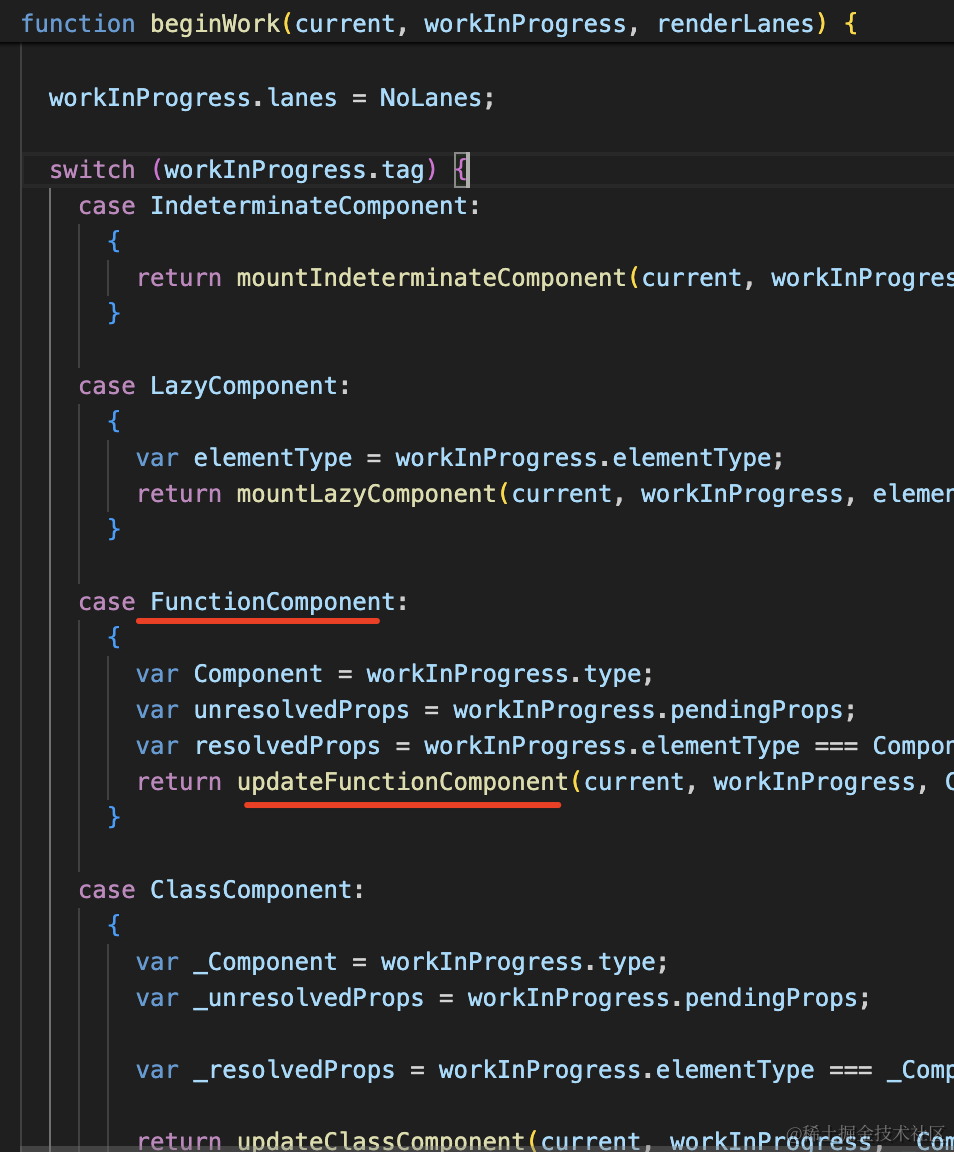 function beginWork(current, workInProgress, renderLanes) {
workInProgress.lanes = NoLanes;
switch (workInProgress.tag) {
case IndeterminateComponent:
{
return mountIndeterminateComponent(current, workInProgres
}
case LazyComponent:
{
var elementType = workInProgress.elementType;
return mountLazyComponent(current, workInProgress, elemen
}
case FunctionComponent:
{
var Component = workInProgress.type;
var unresolvedProps = workInProgress.pendingProps;
var resolvedProps = workInProgress.elementType === Compon
return updateFunctionComponent(current, workInProgress, C
}
case ClassComponent:
{
var _Component = workInProgress.type;
var _unresolvedProps = workInProgress.pendingProps;
var _resolvedProps = workInProgress.elementType === _Comp
return updateClassComponent(current, workInProgress, _Com
@稀土掘金技术社区